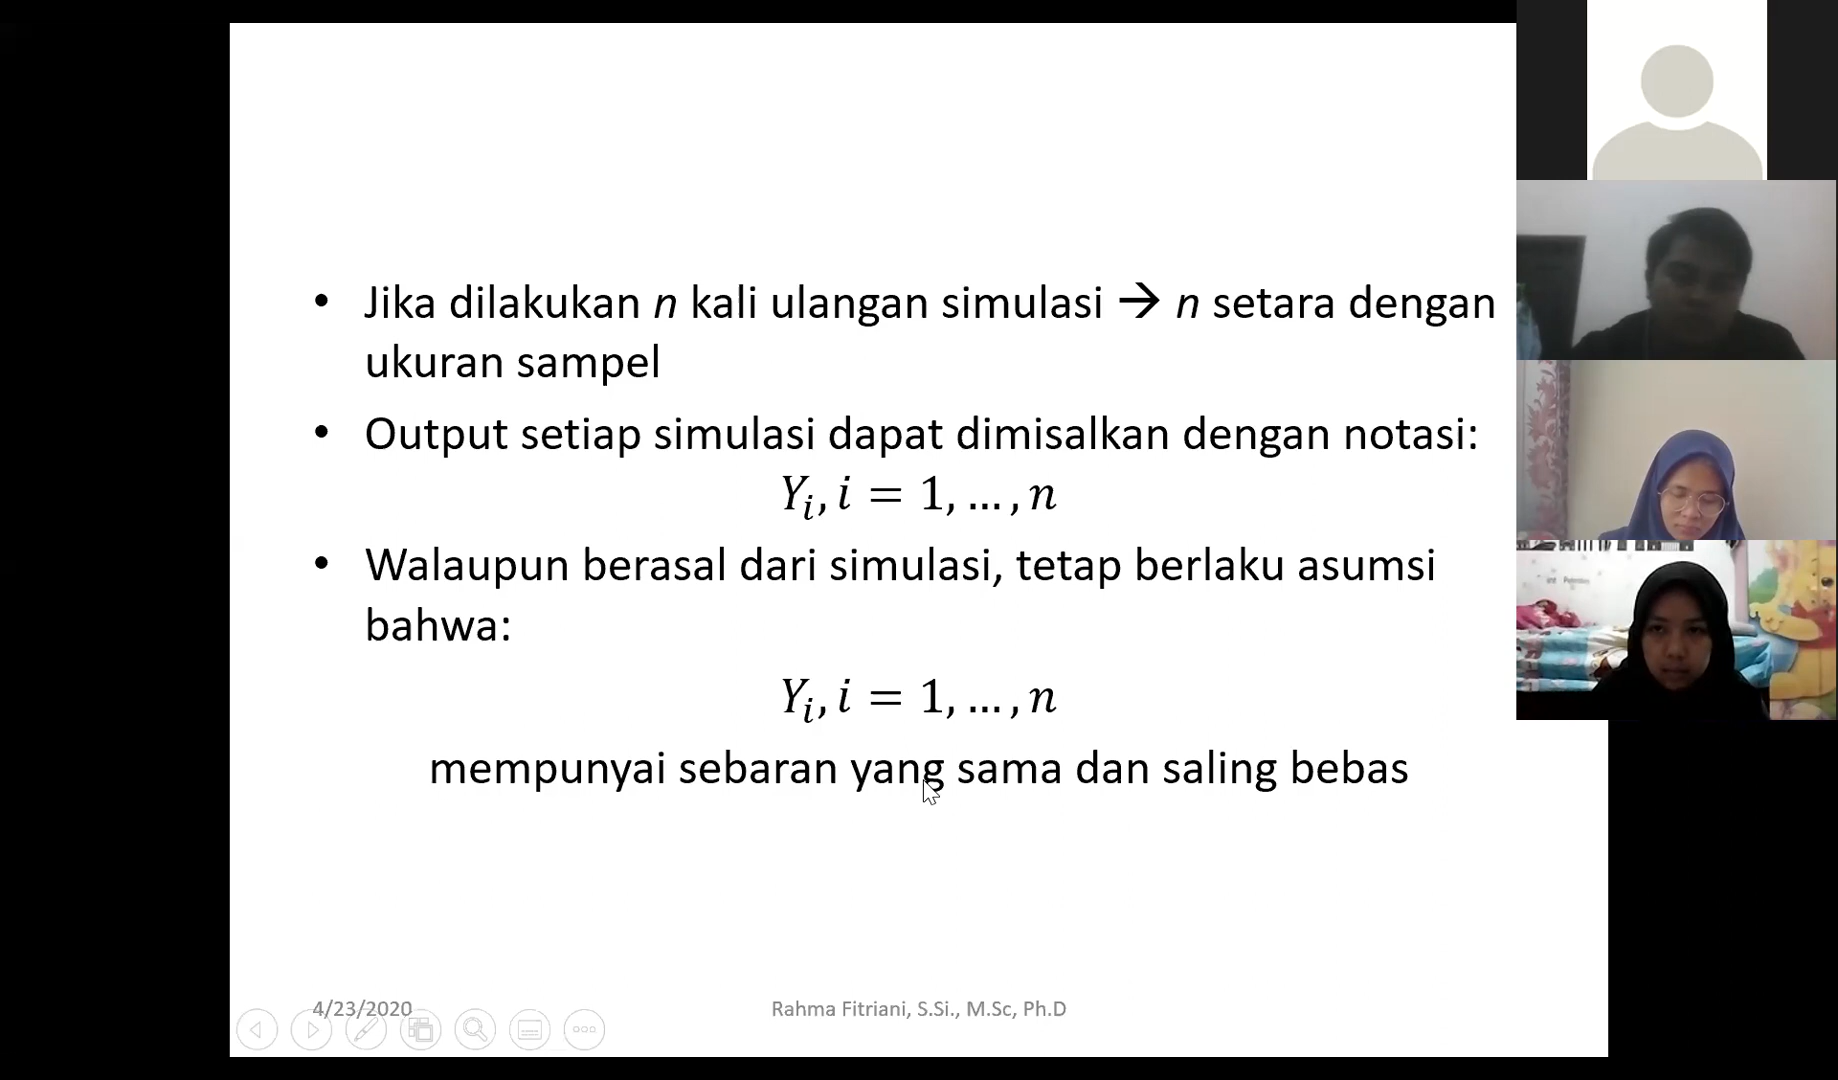 • Jika dilakukan n kali ulangan simulasi → n setara dengan
ukuran sampel
• Output setiap simulasi dapat dimisalkan dengan notasi:
Yᵢ, i = 1, … , n
• Walaupun berasal dari simulasi, tetap berlaku asumsi
bahwa:
Yᵢ, i = 1, … , n
mempunyai sebaran yang sama dan saling bebas
4/23/2020
Rahma Fitriani, S.Si., M.Sc, Ph.D